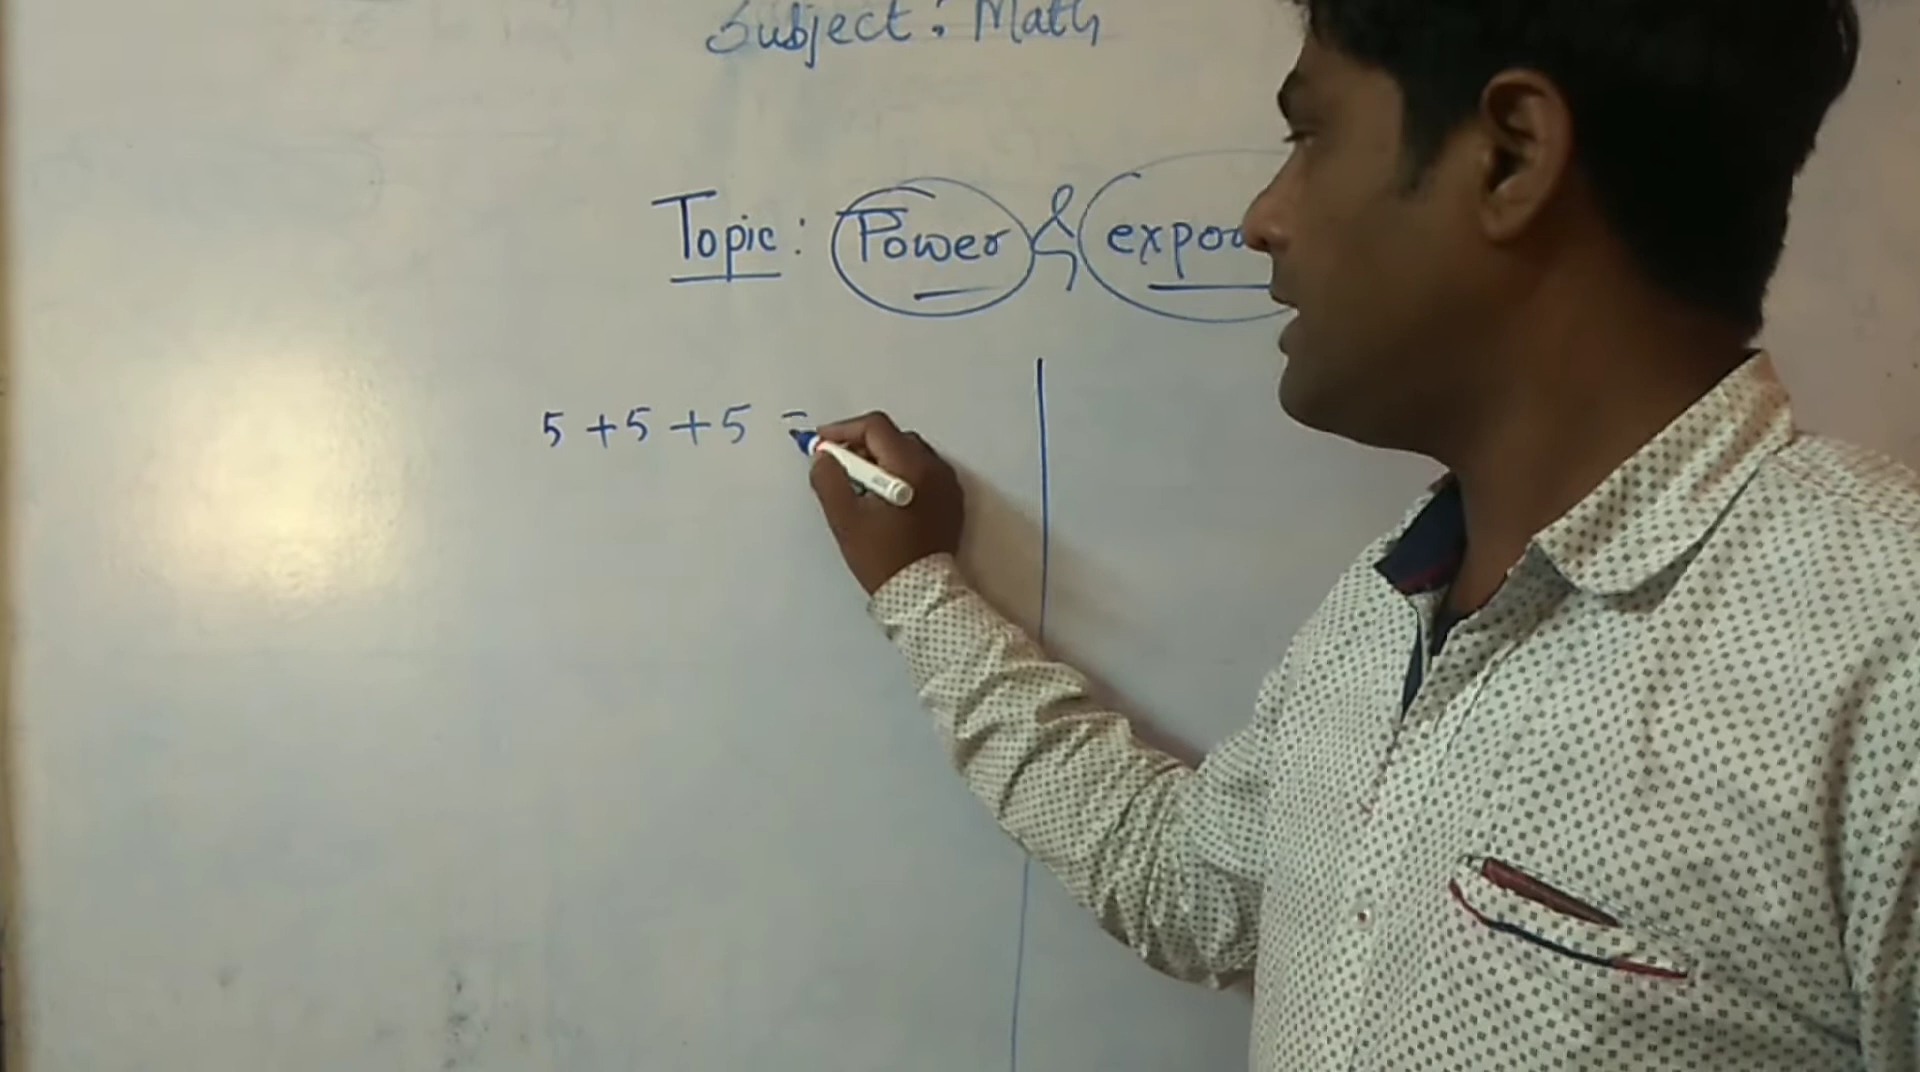 Subject : Math
Topic : Power & expo
5 + 5 + 5 =